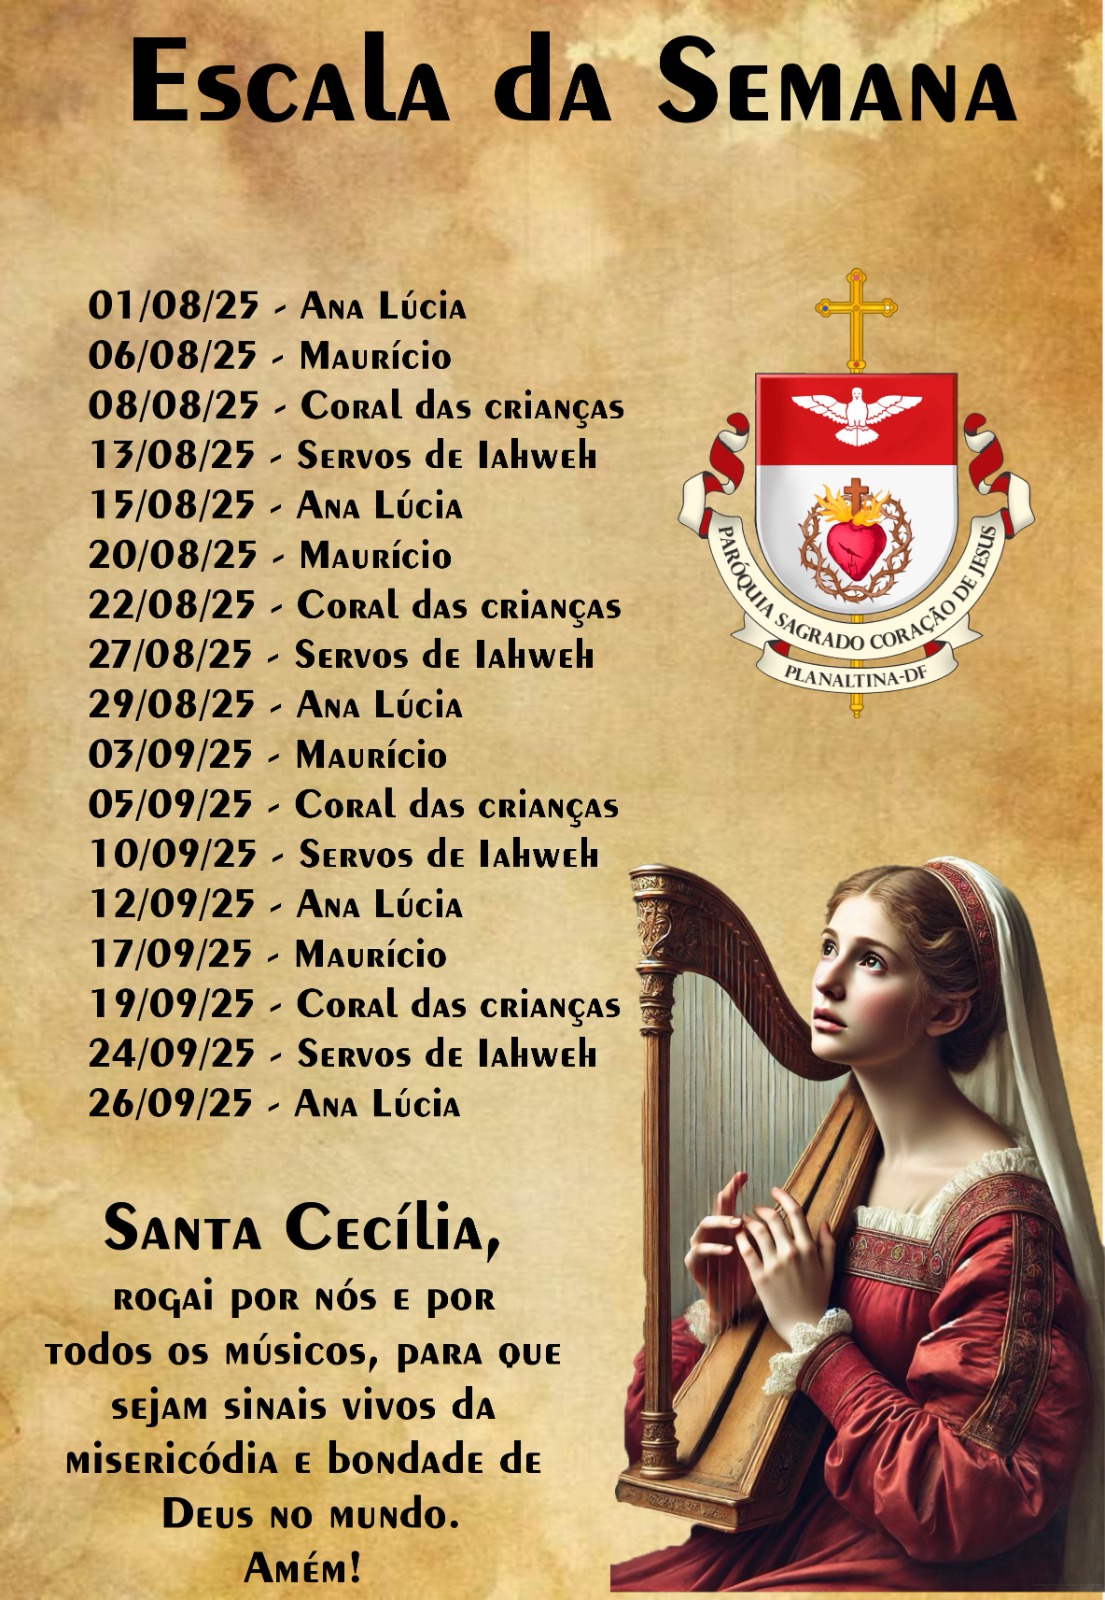 Escala da Semana
01/08/25 - Ana Lúcia
06/08/25 - Maurício
08/08/25 - Coral das crianças
13/08/25 - Servos de Iahweh
15/08/25 - Ana Lúcia
20/08/25 - Maurício
22/08/25 - Coral das crianças
27/08/25 - Servos de Iahweh
29/08/25 - Ana Lúcia
03/09/25 - Maurício
05/09/25 - Coral das crianças
10/09/25 - Servos de Iahweh
12/09/25 - Ana Lúcia
17/09/25 - Maurício
19/09/25 - Coral das crianças
24/09/25 - Servos de Iahweh
26/09/25 - Ana Lúcia
PARÓQUIA SAGRADO CORAÇÃO DE JESUS
PLANALTINA-DF
Santa Cecília,
rogai por nós e por
todos os músicos, para que
sejam sinais vivos da
misericódia e bondade de
Deus no mundo.
Amém!